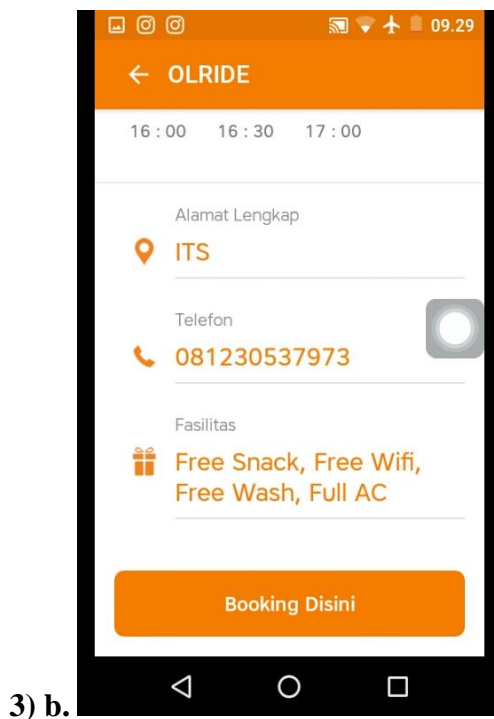 09.29
OLRIDE
16 : 00 16 : 30 17 : 00
Alamat Lengkap
ITS
Telefon
081230537973
Fasilitas
Free Snack, Free Wifi,
Free Wash, Full AC
Booking Disini
3) b.